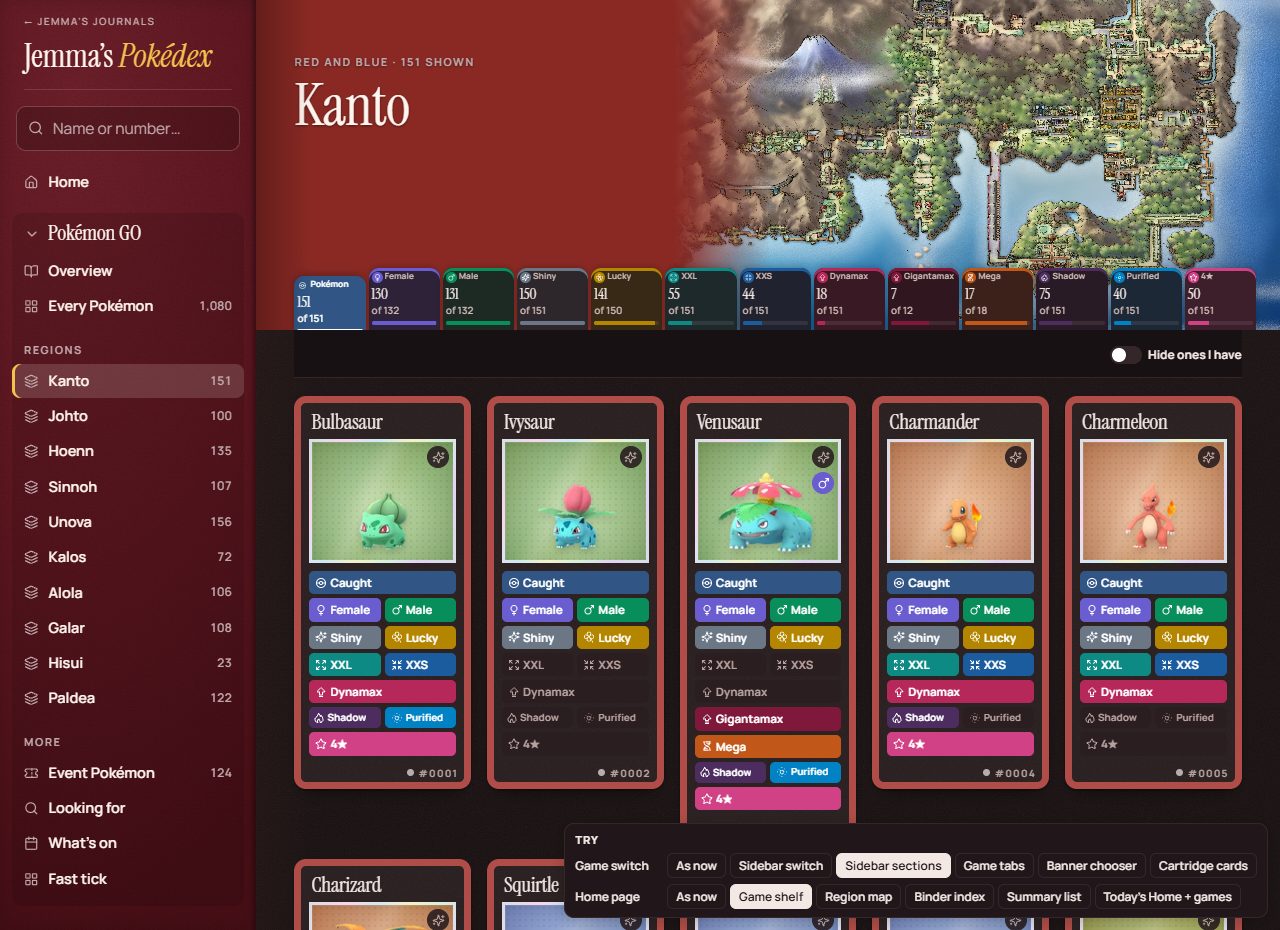 ← JEMMA'S JOURNALS
Jemma's Pokédex
Name or number...
Home
Pokémon GO
Overview
Every Pokémon 1,080
REGIONS
Kanto 151
Johto 100
Hoenn 135
Sinnoh 107
Unova 156
Kalos 72
Alola 106
Galar 108
Hisui 23
Paldea 122
MORE
Event Pokémon 124
Looking for
What's on
Fast tick
RED AND BLUE · 151 SHOWN
Kanto
Pokémon 151 of 151
Female 130 of 132
Male 131 of 132
Shiny 150 of 151
Lucky 141 of 150
XXL 55 of 151
XXS 44 of 151
Dynamax 18 of 151
Gigantamax 7 of 12
Mega 17 of 18
Shadow 75 of 151
Purified 40 of 151
4★ 50 of 151
Hide ones I have
Bulbasaur
Caught
Female Male
Shiny Lucky
XXL XXS
Dynamax
Shadow Purified
4★
#0001
Ivysaur
Caught
Female Male
Shiny Lucky
XXL XXS
Dynamax
Shadow Purified
4★
#0002
Venusaur
Caught
Female Male
Shiny Lucky
XXL XXS
Dynamax
Gigantamax
Mega
Shadow Purified
4★
Charmander
Caught
Female Male
Shiny Lucky
XXL XXS
Dynamax
Shadow Purified
4★
#0004
Charmeleon
Caught
Female Male
Shiny Lucky
XXL XXS
Dynamax
Shadow Purified
4★
#0005
Charizard
Squirtle
TRY
Game switch As now Sidebar switch Sidebar sections Game tabs Banner chooser Cartridge cards
Home page As now Game shelf Region map Binder index Summary list Today's Home + games